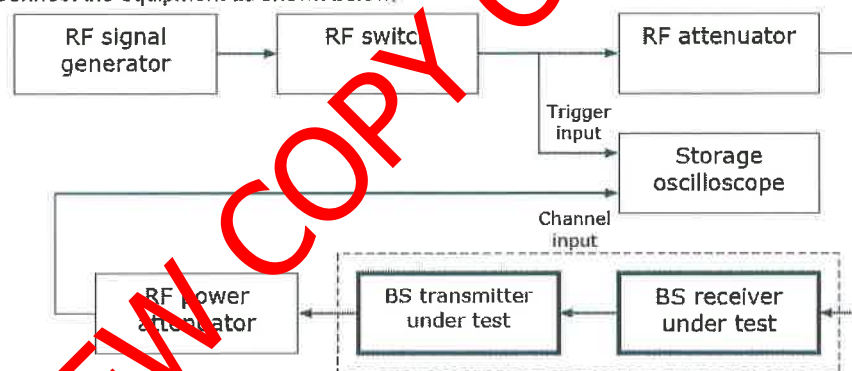 RF signal
generator
RF switch
RF attenuator
Trigger
input
Storage
oscilloscope
Channel
input
RF power
attenuator
BS transmitter
under test
BS receiver
under test